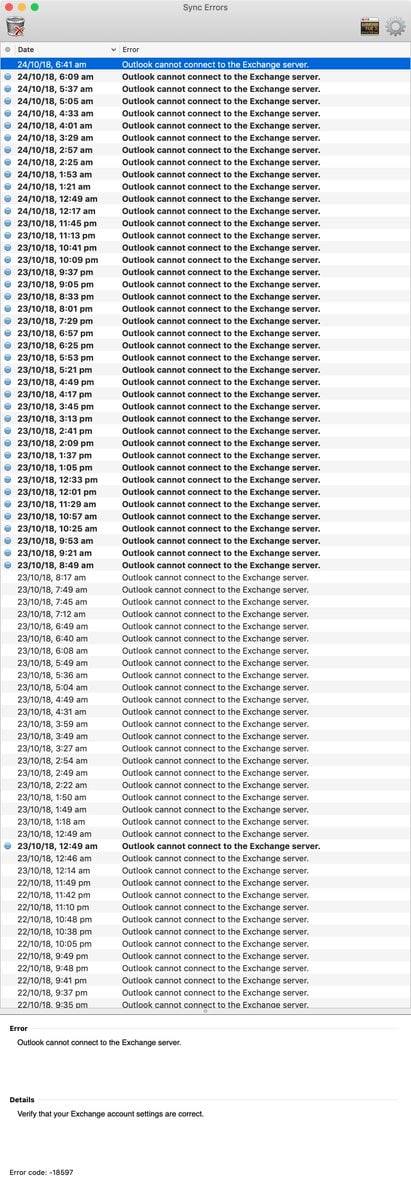 Sync Errors
Date Error
24/10/18, 6:41 am Outlook cannot connect to the Exchange server.
24/10/18, 6:09 am Outlook cannot connect to the Exchange server.
24/10/18, 5:37 am Outlook cannot connect to the Exchange server.
24/10/18, 5:05 am Outlook cannot connect to the Exchange server.
24/10/18, 4:33 am Outlook cannot connect to the Exchange server.
24/10/18, 4:01 am Outlook cannot connect to the Exchange server.
24/10/18, 3:29 am Outlook cannot connect to the Exchange server.
24/10/18, 2:57 am Outlook cannot connect to the Exchange server.
24/10/18, 2:25 am Outlook cannot connect to the Exchange server.
24/10/18, 1:53 am Outlook cannot connect to the Exchange server.
24/10/18, 1:21 am Outlook cannot connect to the Exchange server.
24/10/18, 12:49 am Outlook cannot connect to the Exchange server.
24/10/18, 12:17 am Outlook cannot connect to the Exchange server.
23/10/18, 11:45 pm Outlook cannot connect to the Exchange server.
23/10/18, 11:13 pm Outlook cannot connect to the Exchange server.
23/10/18, 10:41 pm Outlook cannot connect to the Exchange server.
23/10/18, 10:09 pm Outlook cannot connect to the Exchange server.
23/10/18, 9:37 pm Outlook cannot connect to the Exchange server.
23/10/18, 9:05 pm Outlook cannot connect to the Exchange server.
23/10/18, 8:33 pm Outlook cannot connect to the Exchange server.
23/10/18, 8:01 pm Outlook cannot connect to the Exchange server.
23/10/18, 7:29 pm Outlook cannot connect to the Exchange server.
23/10/18, 6:57 pm Outlook cannot connect to the Exchange server.
23/10/18, 6:25 pm Outlook cannot connect to the Exchange server.
23/10/18, 5:53 pm Outlook cannot connect to the Exchange server.
23/10/18, 5:21 pm Outlook cannot connect to the Exchange server.
23/10/18, 4:49 pm Outlook cannot connect to the Exchange server.
23/10/18, 4:17 pm Outlook cannot connect to the Exchange server.
23/10/18, 3:45 pm Outlook cannot connect to the Exchange server.
23/10/18, 3:13 pm Outlook cannot connect to the Exchange server.
23/10/18, 2:41 pm Outlook cannot connect to the Exchange server.
23/10/18, 2:09 pm Outlook cannot connect to the Exchange server.
23/10/18, 1:37 pm Outlook cannot connect to the Exchange server.
23/10/18, 1:05 pm Outlook cannot connect to the Exchange server.
23/10/18, 12:33 pm Outlook cannot connect to the Exchange server.
23/10/18, 12:01 pm Outlook cannot connect to the Exchange server.
23/10/18, 11:29 am Outlook cannot connect to the Exchange server.
23/10/18, 10:57 am Outlook cannot connect to the Exchange server.
23/10/18, 10:25 am Outlook cannot connect to the Exchange server.
23/10/18, 9:53 am Outlook cannot connect to the Exchange server.
23/10/18, 9:21 am Outlook cannot connect to the Exchange server.
23/10/18, 8:49 am Outlook cannot connect to the Exchange server.
23/10/18, 8:17 am Outlook cannot connect to the Exchange server.
23/10/18, 7:49 am Outlook cannot connect to the Exchange server.
23/10/18, 7:45 am Outlook cannot connect to the Exchange server.
23/10/18, 7:12 am Outlook cannot connect to the Exchange server.
23/10/18, 6:49 am Outlook cannot connect to the Exchange server.
23/10/18, 6:40 am Outlook cannot connect to the Exchange server.
23/10/18, 6:08 am Outlook cannot connect to the Exchange server.
23/10/18, 5:49 am Outlook cannot connect to the Exchange server.
23/10/18, 5:36 am Outlook cannot connect to the Exchange server.
23/10/18, 5:04 am Outlook cannot connect to the Exchange server.
23/10/18, 4:49 am Outlook cannot connect to the Exchange server.
23/10/18, 4:31 am Outlook cannot connect to the Exchange server.
23/10/18, 3:59 am Outlook cannot connect to the Exchange server.
23/10/18, 3:49 am Outlook cannot connect to the Exchange server.
23/10/18, 3:27 am Outlook cannot connect to the Exchange server.
23/10/18, 2:54 am Outlook cannot connect to the Exchange server.
23/10/18, 2:49 am Outlook cannot connect to the Exchange server.
23/10/18, 2:22 am Outlook cannot connect to the Exchange server.
23/10/18, 1:50 am Outlook cannot connect to the Exchange server.
23/10/18, 1:49 am Outlook cannot connect to the Exchange server.
23/10/18, 1:18 am Outlook cannot connect to the Exchange server.
23/10/18, 12:49 am Outlook cannot connect to the Exchange server.
23/10/18, 12:49 am Outlook cannot connect to the Exchange server.
23/10/18, 12:46 am Outlook cannot connect to the Exchange server.
23/10/18, 12:14 am Outlook cannot connect to the Exchange server.
22/10/18, 11:49 pm Outlook cannot connect to the Exchange server.
22/10/18, 11:42 pm Outlook cannot connect to the Exchange server.
22/10/18, 11:10 pm Outlook cannot connect to the Exchange server.
22/10/18, 10:48 pm Outlook cannot connect to the Exchange server.
22/10/18, 10:38 pm Outlook cannot connect to the Exchange server.
22/10/18, 10:05 pm Outlook cannot connect to the Exchange server.
22/10/18, 9:49 pm Outlook cannot connect to the Exchange server.
22/10/18, 9:48 pm Outlook cannot connect to the Exchange server.
22/10/18, 9:41 pm Outlook cannot connect to the Exchange server.
22/10/18, 9:37 pm Outlook cannot connect to the Exchange server.
22/10/18, 9:35 pm Outlook cannot connect to the Exchange server.
Error
Outlook cannot connect to the Exchange server.
Details
Verify that your Exchange account settings are correct.
Error code: -18597